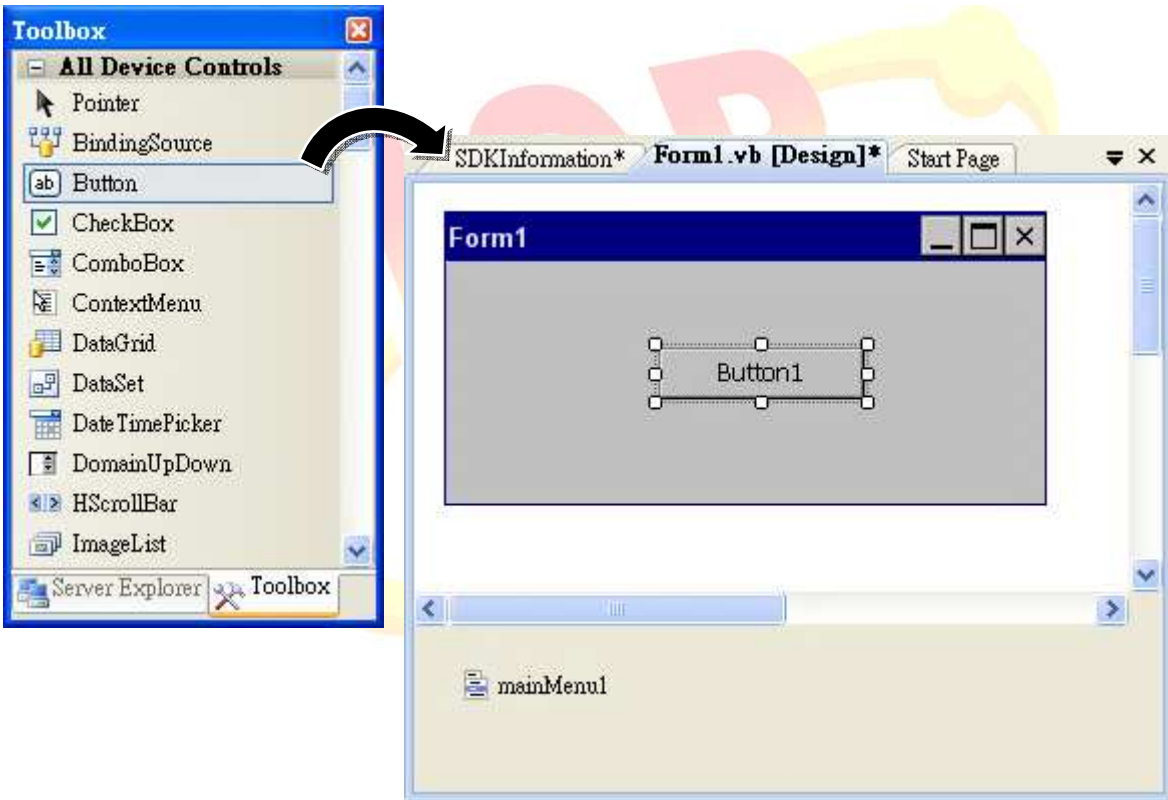 Toolbox
All Device Controls
Pointer
BindingSource
ab Button
CheckBox
ComboBox
ContextMenu
DataGrid
DataSet
DateTimePicker
DomainUpDown
HScrollBar
ImageList
Server Explorer Toolbox
SDKInformation* Form1.vb [Design]* Start Page
Form1
Button1
mainMenu1